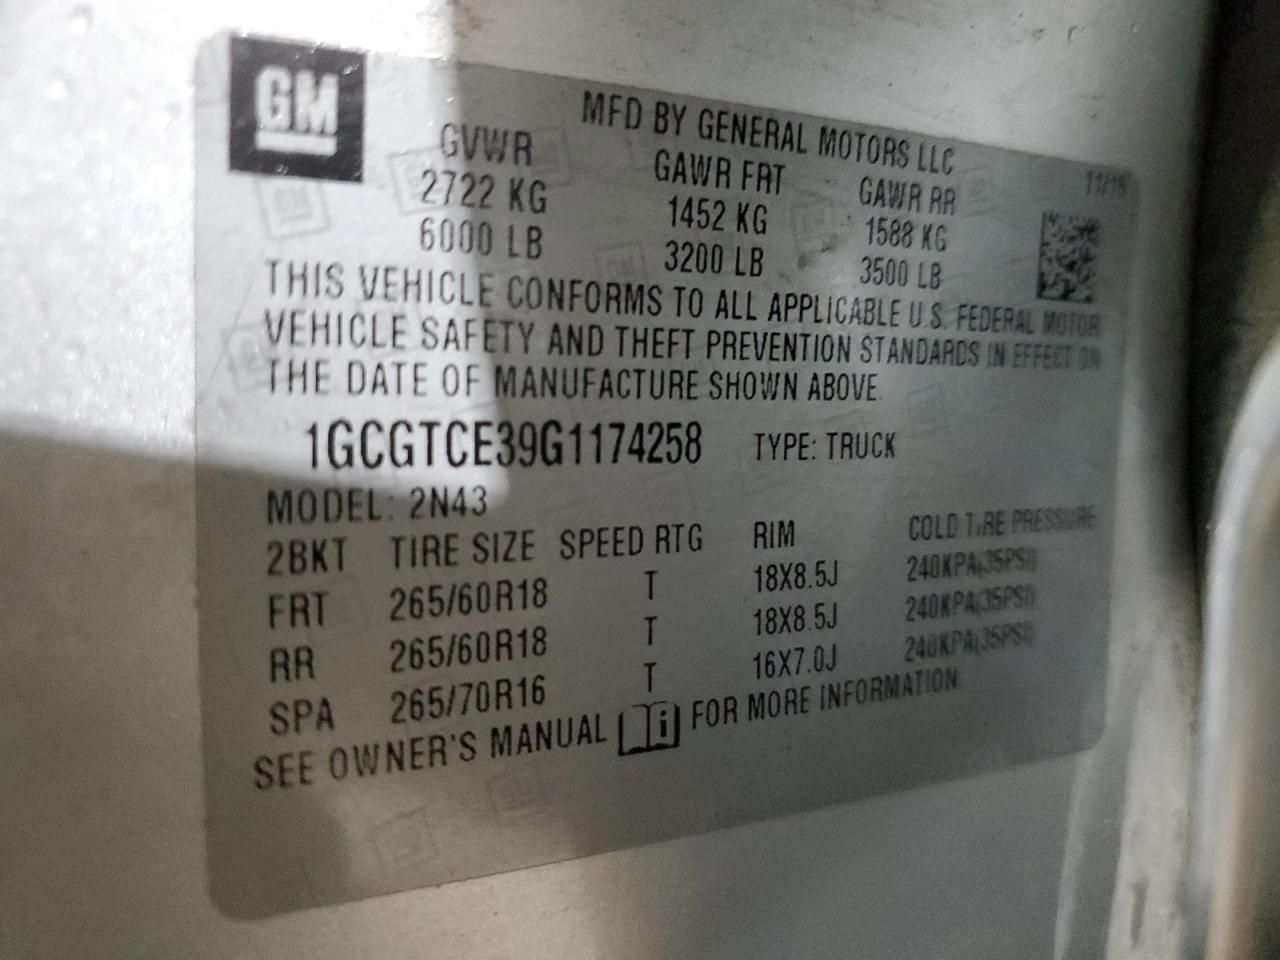 GM
MFD BY GENERAL MOTORS LLC
GVWR GAWR FRT GAWR RR
2722 KG 1452 KG 1588 KG
6000 LB 3200 LB 3500 LB
THIS VEHICLE CONFORMS TO ALL APPLICABLE U.S. FEDERAL MOTOR
VEHICLE SAFETY AND THEFT PREVENTION STANDARDS IN EFFECT ON
THE DATE OF MANUFACTURE SHOWN ABOVE.
1GCGTCE39G1174258 TYPE: TRUCK
MODEL: 2N43
2BKT TIRE SIZE SPEED RTG RIM COLD TIRE PRESSURE
FRT 265/60R18 T 18X8.5J 240KPA(35PSI)
RR 265/60R18 T 18X8.5J 240KPA(35PSI)
SPA 265/70R16 T 16X7.0J 240KPA(35PSI)
SEE OWNER'S MANUAL FOR MORE INFORMATION.